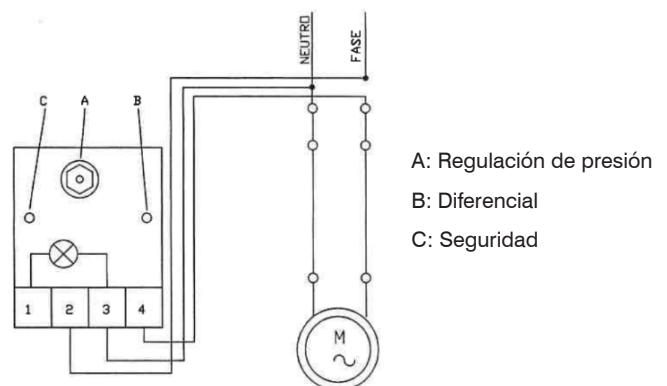 NEUTRO
FASE
C
A
B
A: Regulación de presión
B: Diferencial
C: Seguridad
1
2
3
4
M